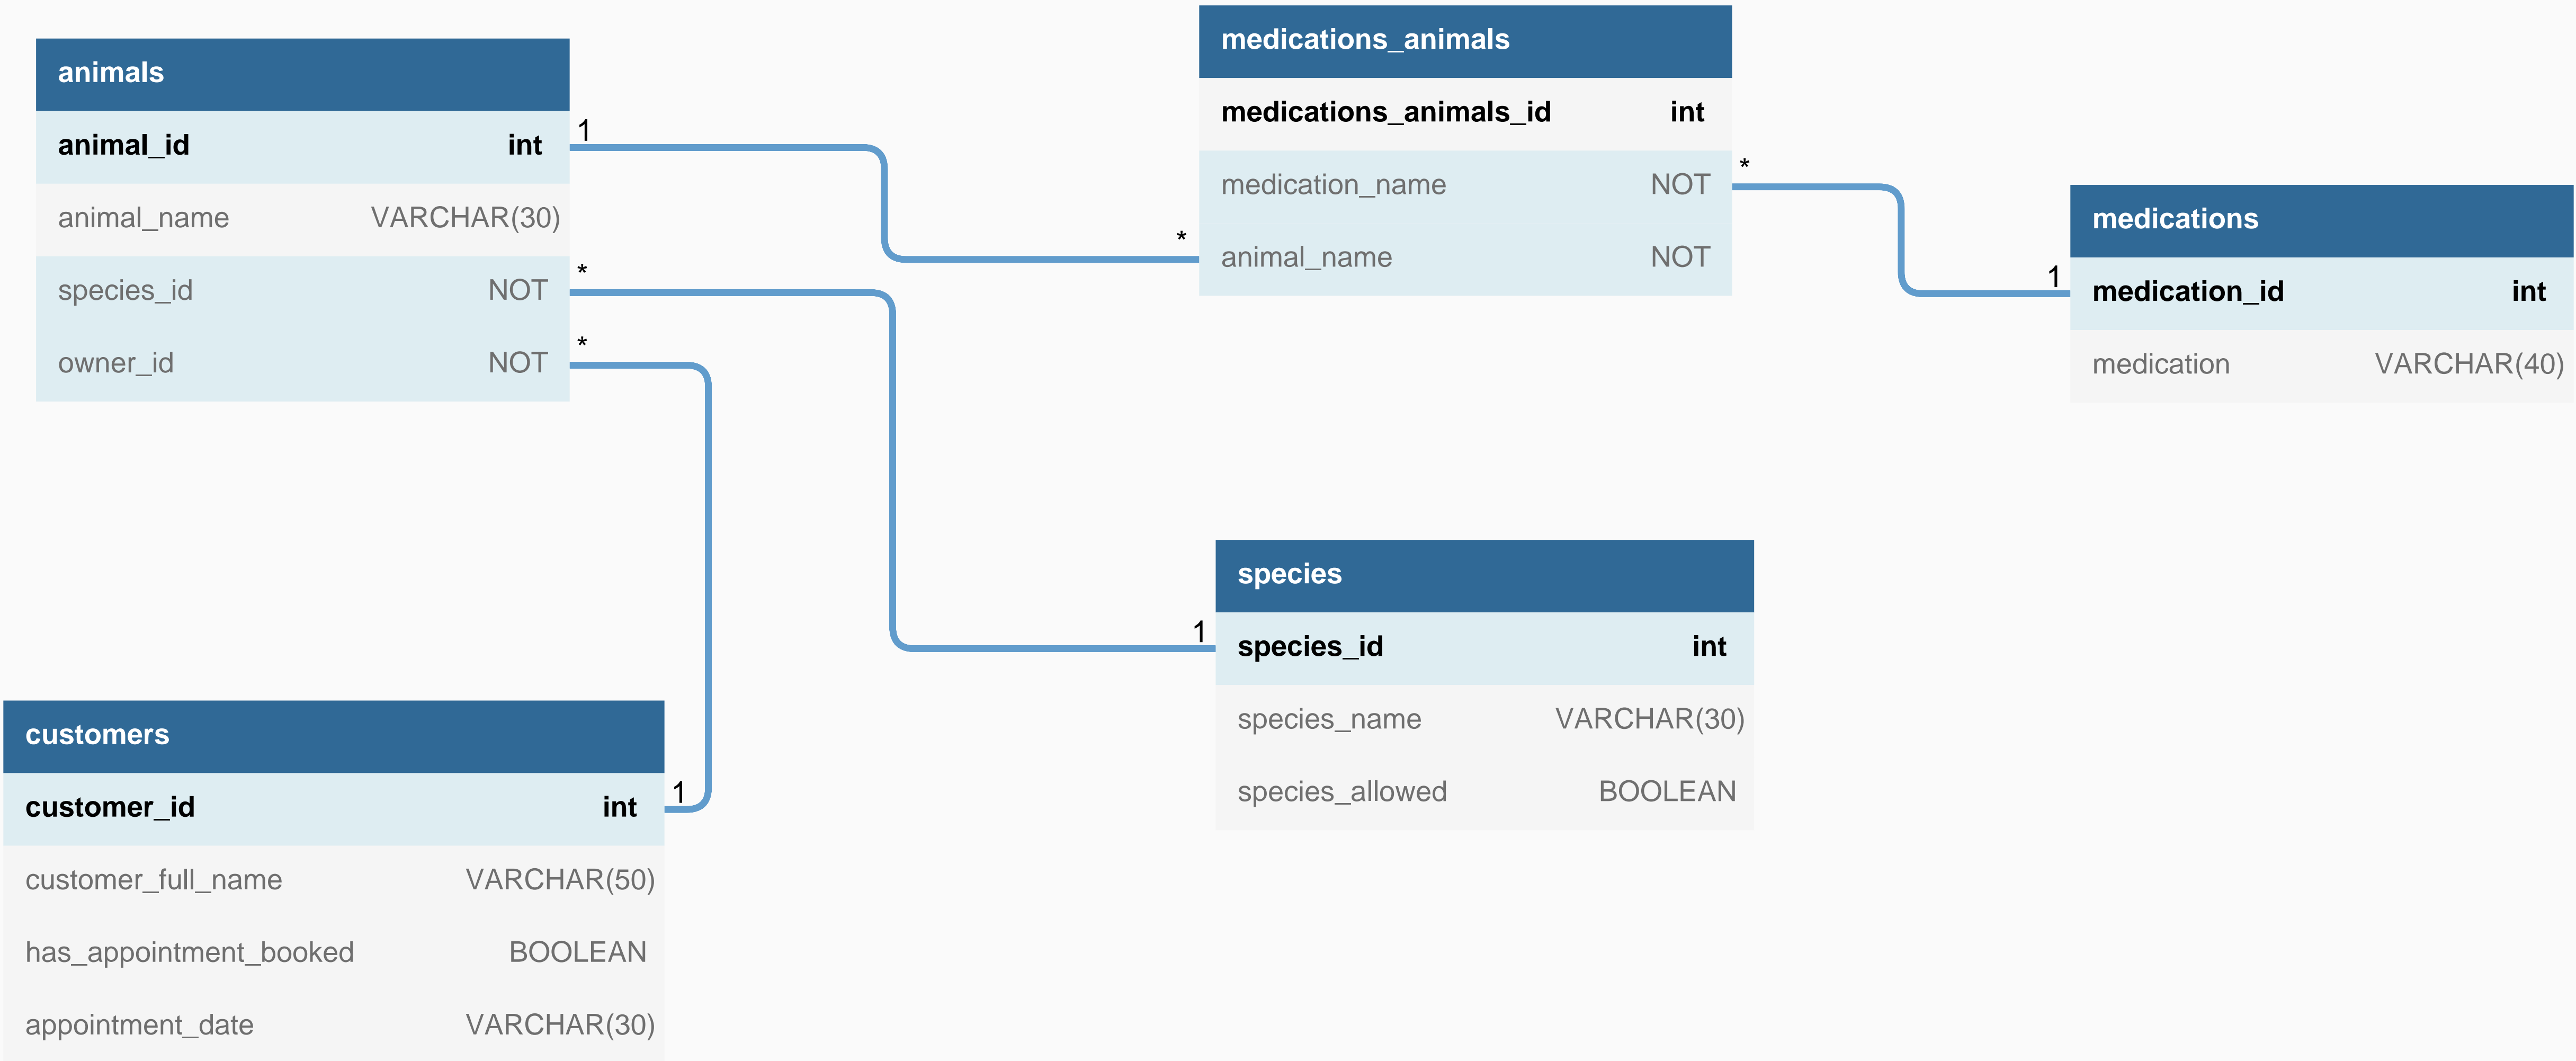 animals
animal_id int
animal_name VARCHAR(30)
species_id NOT
owner_id NOT
1
*
*
medications_animals
medications_animals_id int
medication_name NOT
animal_name NOT
*
*
medications
medication_id int
medication VARCHAR(40)
1
species
species_id int
species_name VARCHAR(30)
species_allowed BOOLEAN
1
customers
customer_id int
customer_full_name VARCHAR(50)
has_appointment_booked BOOLEAN
appointment_date VARCHAR(30)
1